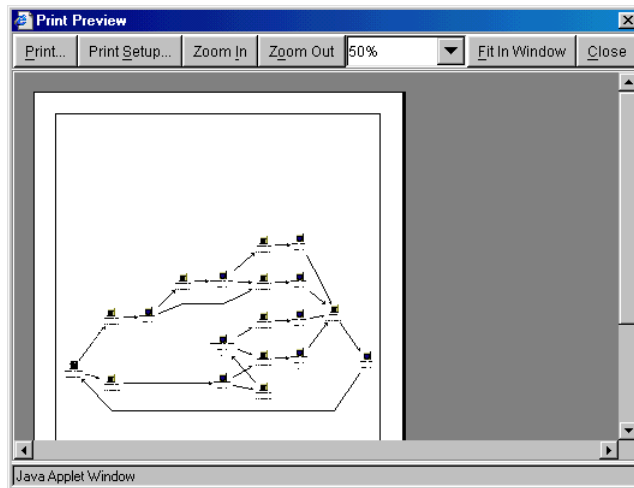 Print Preview
Print... Print Setup... Zoom In Zoom Out 50% Fit In Window Close
Java Applet Window